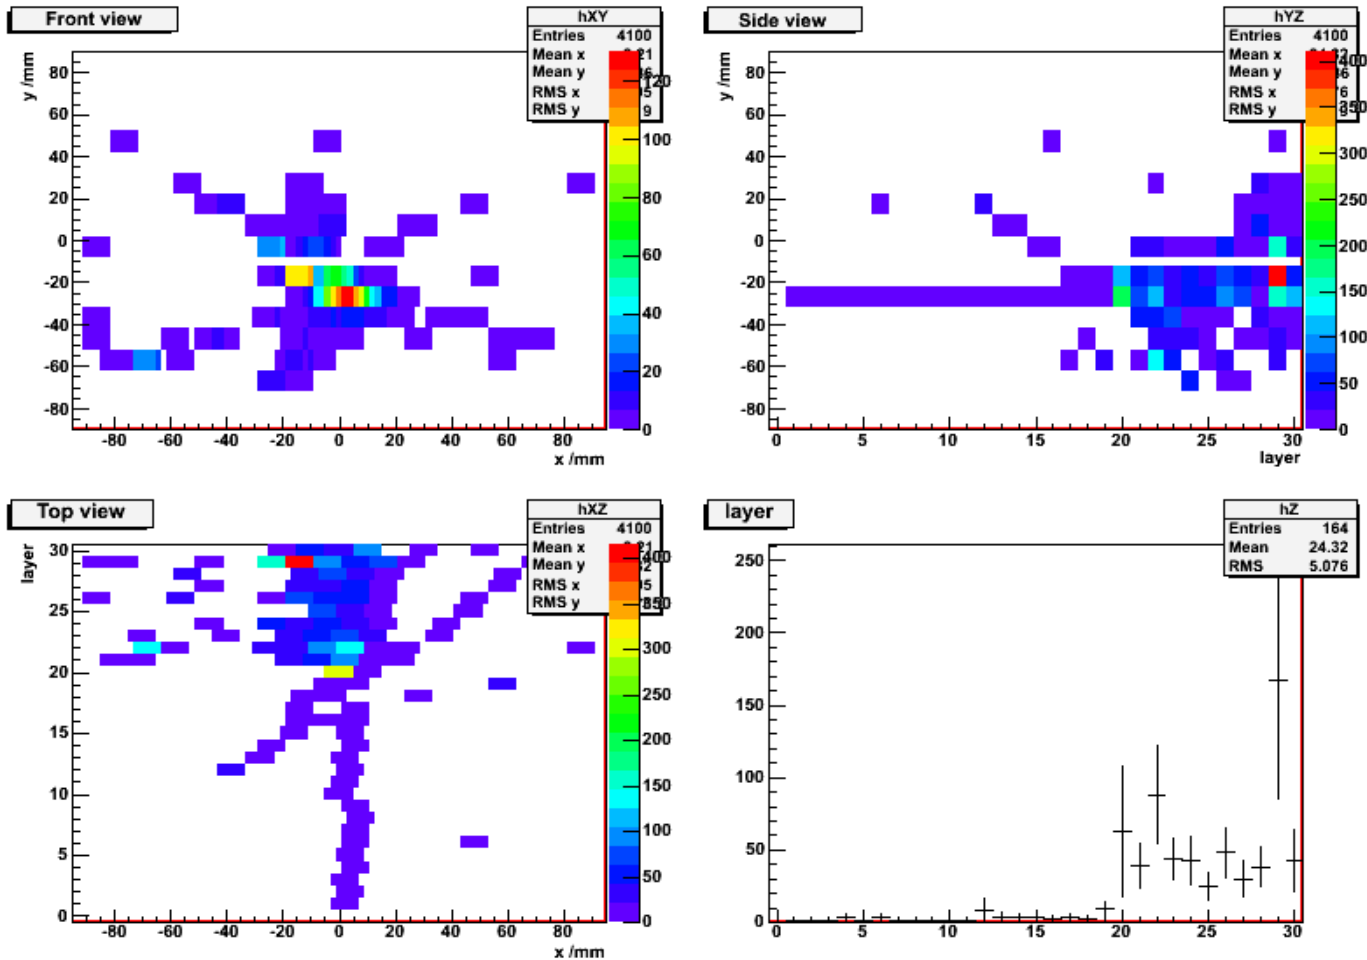 Front view
hXY
Entries 4100
Mean x
Mean y
RMS x
RMS y 9
y /mm
80
60
40
20
0
-20
-40
-60
-80
-80 -60 -40 -20 0 20 40 60 80
x /mm
120
100
80
60
40
20
0
Side view
hYZ
Entries 4100
Mean x
Mean y
RMS x
RMS y
y /mm
80
60
40
20
0
-20
-40
-60
-80
0 5 10 15 20 25 30
layer
400
350
300
250
200
150
100
50
0
Top view
hXZ
Entries 4100
Mean x
Mean y
RMS x
RMS y
layer
30
25
20
15
10
5
0
-80 -60 -40 -20 0 20 40 60 80
x /mm
400
350
300
250
200
150
100
50
0
layer
hZ
Entries 164
Mean 24.32
RMS 5.076
250
200
150
100
50
0
0 5 10 15 20 25 30